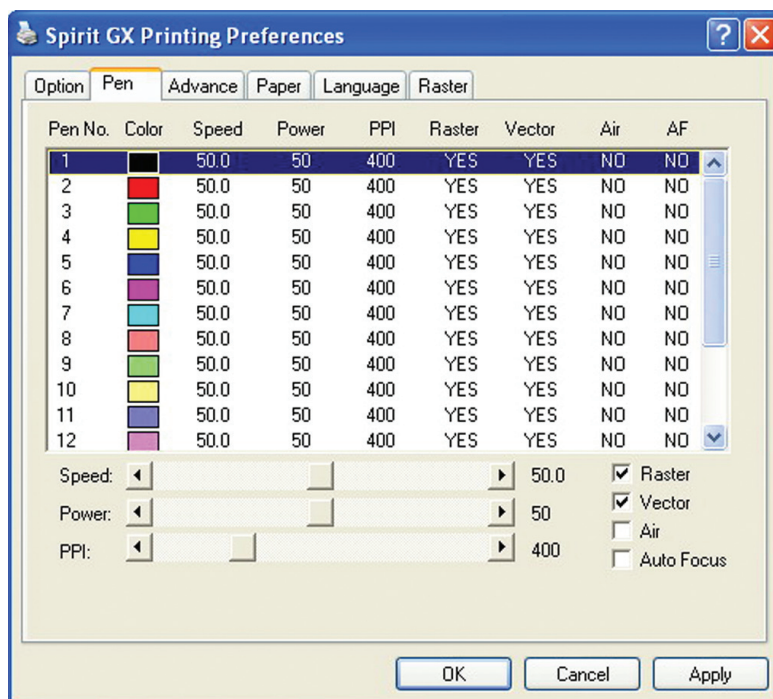 Spirit GX Printing Preferences
Option Pen Advance Paper Language Raster
Pen No. Color Speed Power PPI Raster Vector Air AF
1 50.0 50 400 YES YES NO NO
2 50.0 50 400 YES YES NO NO
3 50.0 50 400 YES YES NO NO
4 50.0 50 400 YES YES NO NO
5 50.0 50 400 YES YES NO NO
6 50.0 50 400 YES YES NO NO
7 50.0 50 400 YES YES NO NO
8 50.0 50 400 YES YES NO NO
9 50.0 50 400 YES YES NO NO
10 50.0 50 400 YES YES NO NO
11 50.0 50 400 YES YES NO NO
12 50.0 50 400 YES YES NO NO
Speed: 50.0 Raster
Power: 50 Vector
Air
PPI: 400 Auto Focus
OK Cancel Apply